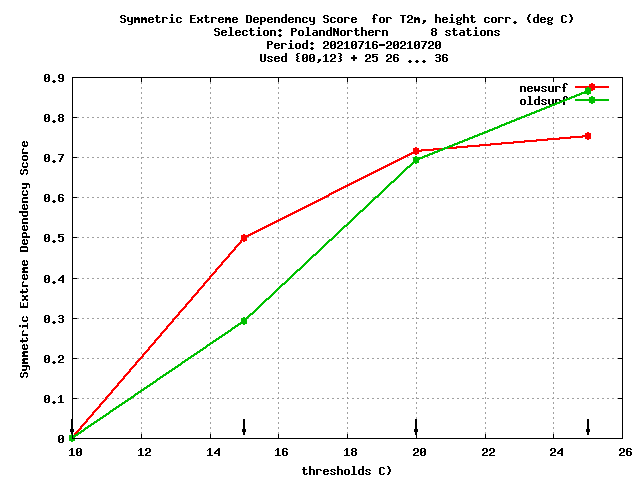 Symmetric Extreme Dependency Score  for T2m, height corr. (deg C)
Selection: PolandNorthern      8 stations
Period: 20210716-20210720
Used {00,12} + 25 26 ... 36
newsurf
oldsurf
Symmetric Extreme Dependency Score
0.9
0.8
0.7
0.6
0.5
0.4
0.3
0.2
0.1
0
10 12 14 16 18 20 22 24 26
thresholds C)